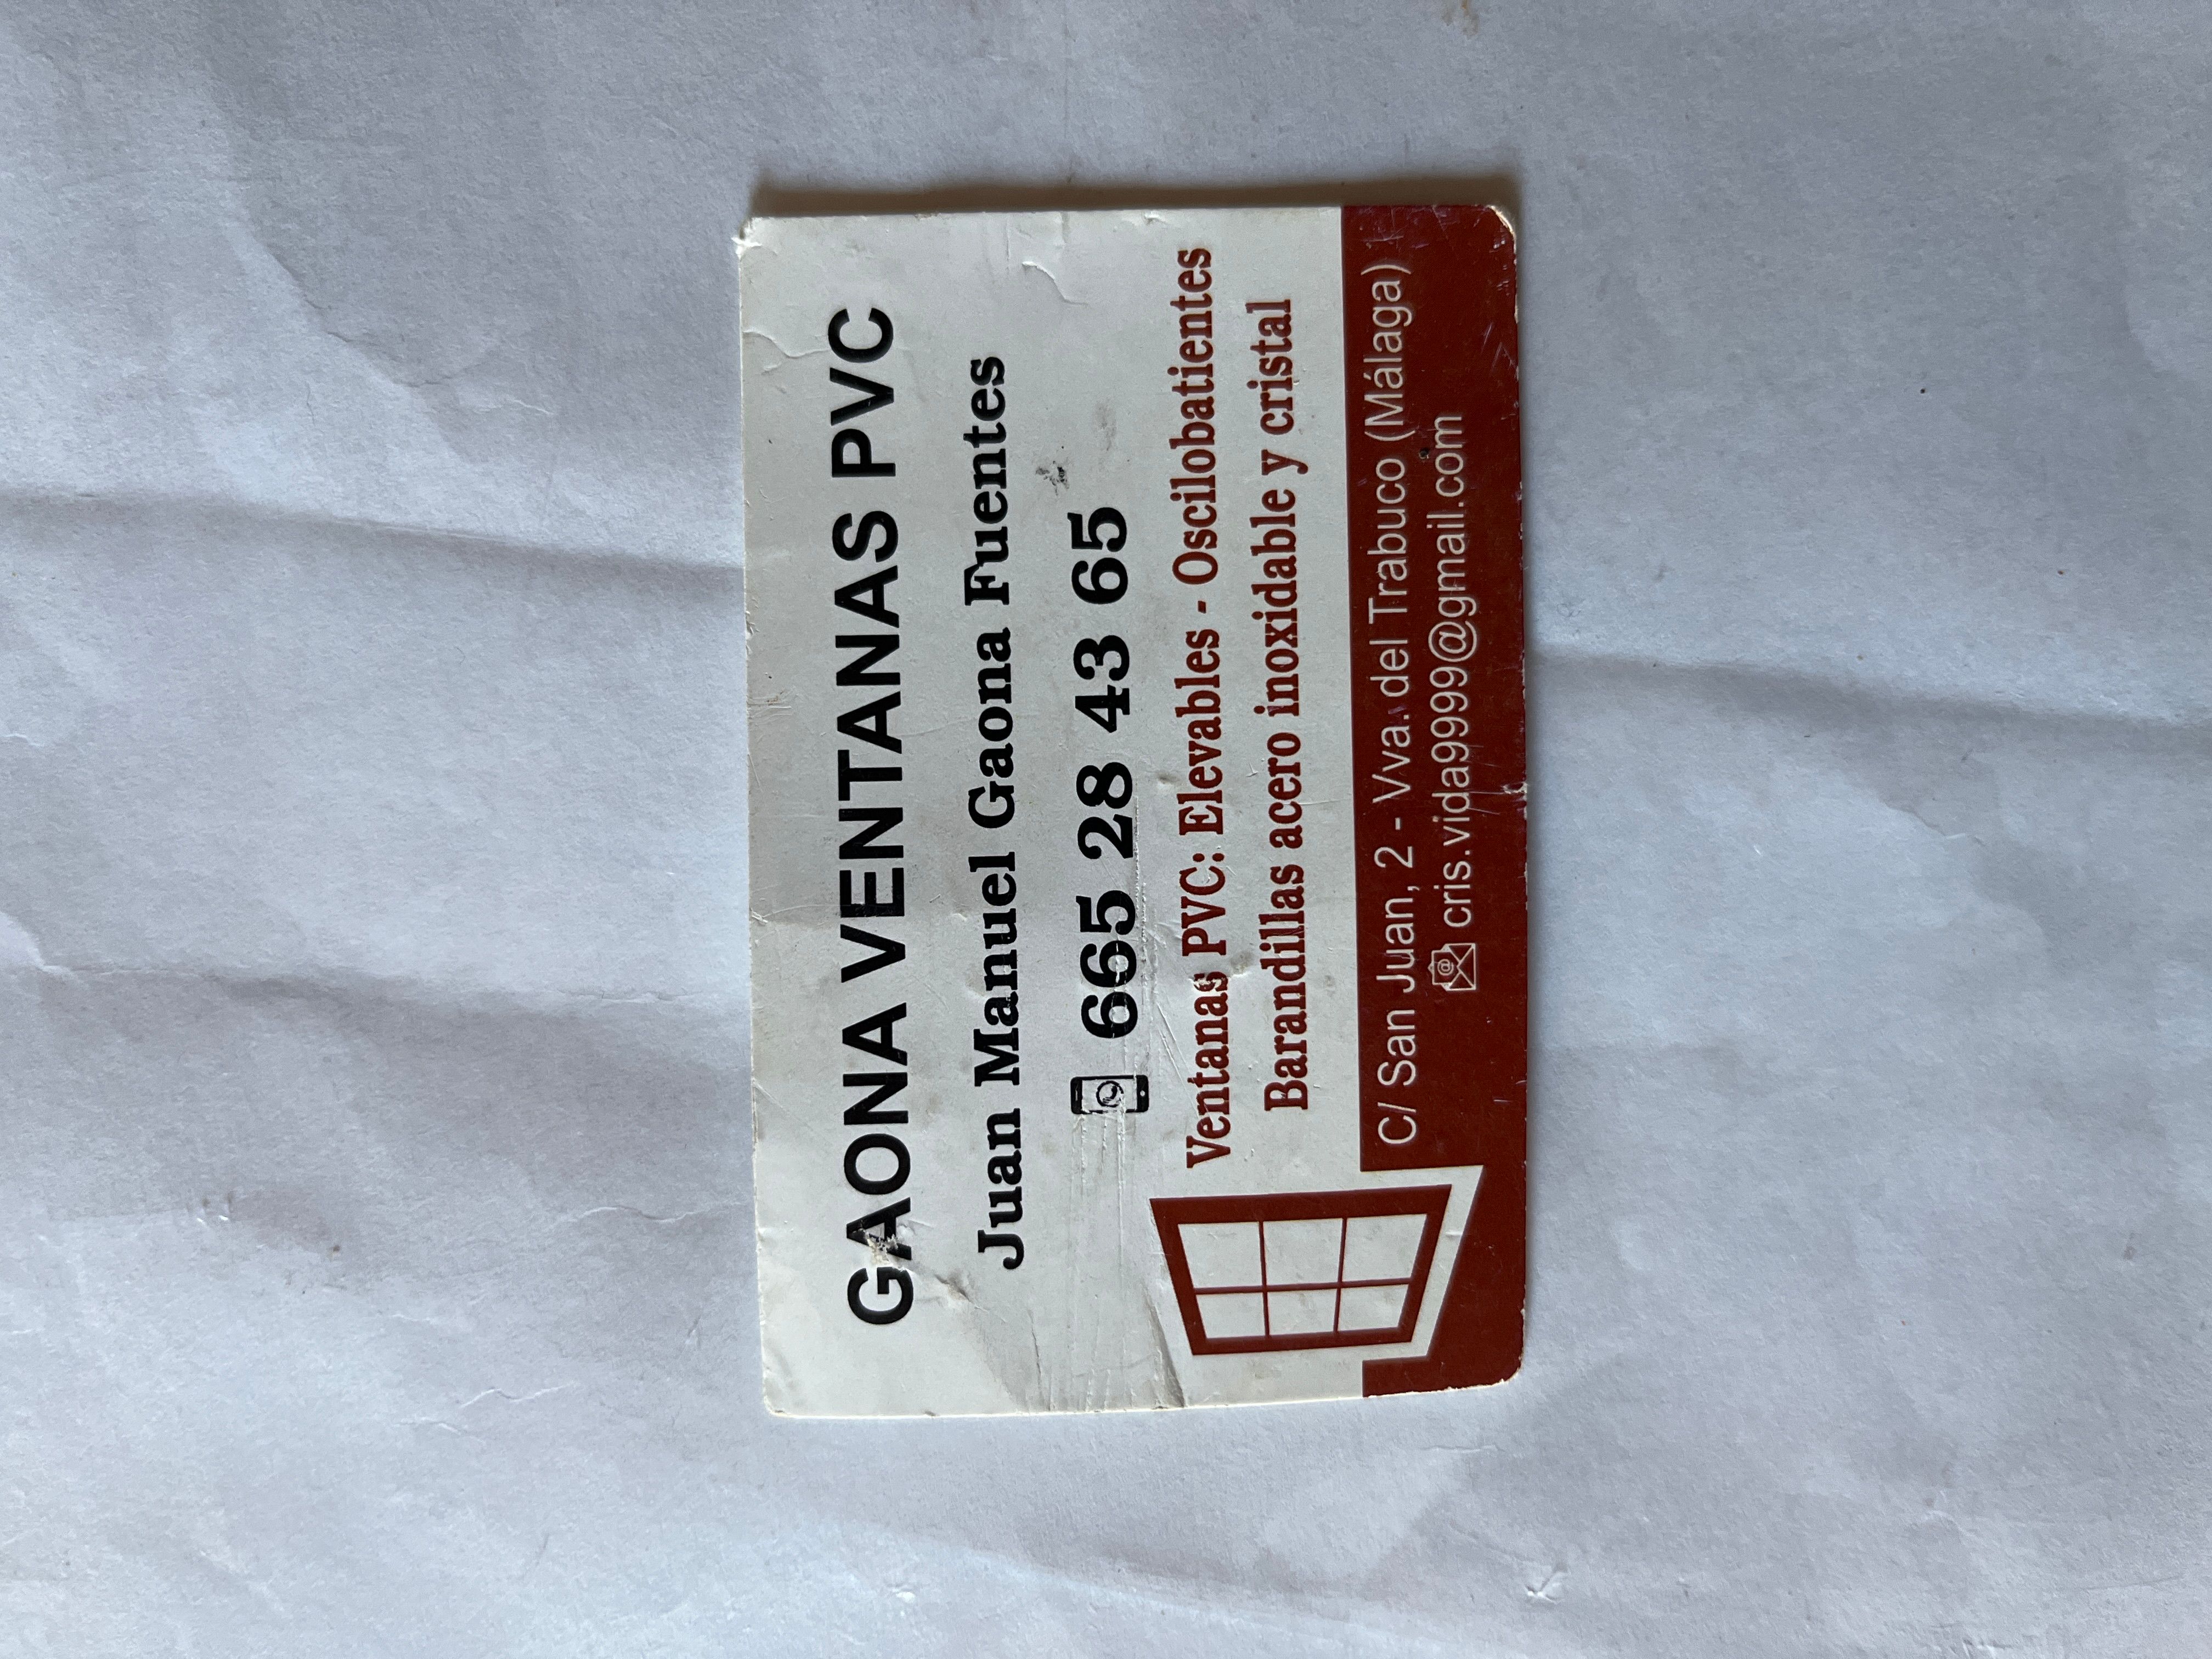 GAONA VENTANAS PVC
Juan Manuel Gaona Fuentes
665 28 43 65
Ventanas PVC: Elevables - Oscilobatientes
Barandillas acero inoxidable y cristal
C/ San Juan, 2 - Vva. del Trabuco (Málaga)
cris.vida99999@gmail.com